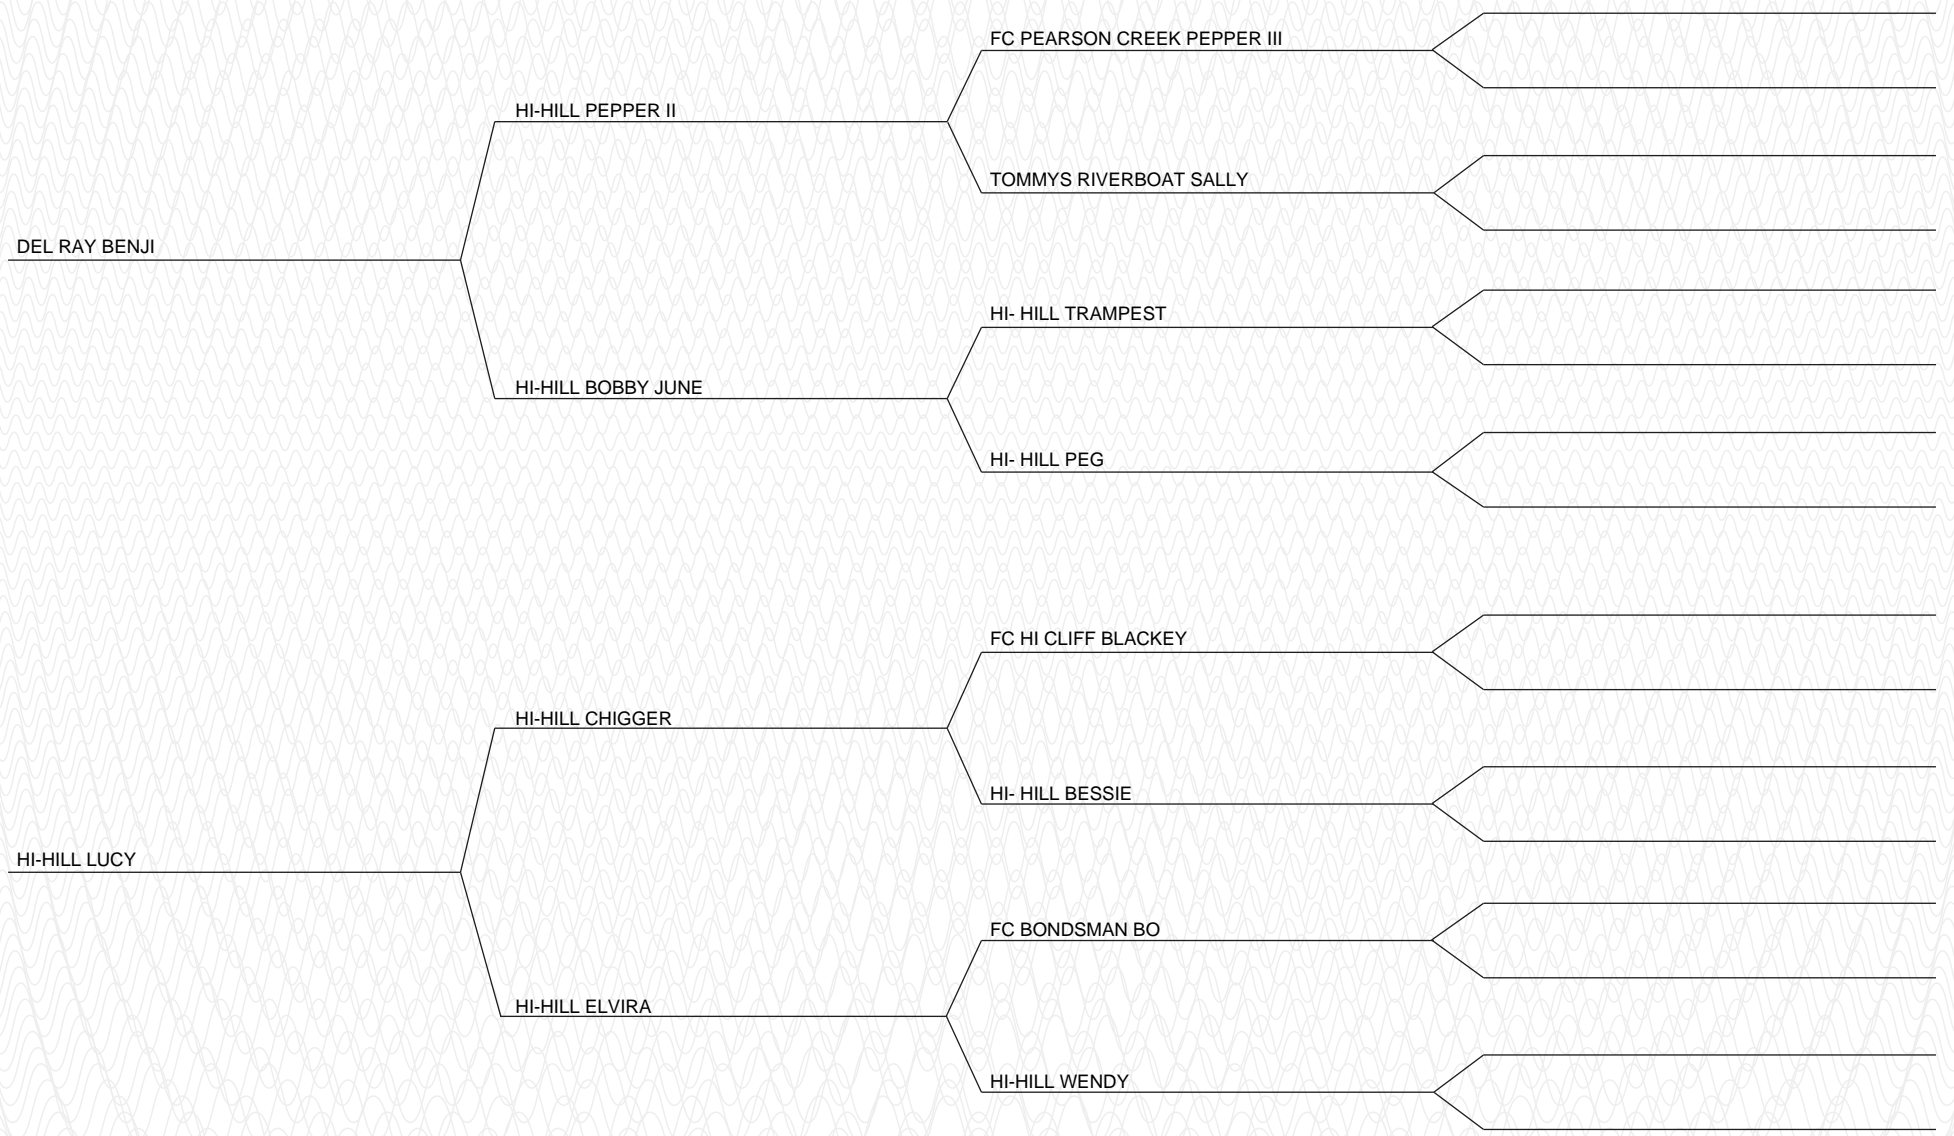 FC PEARSON CREEK PEPPER III
HI-HILL PEPPER II
TOMMYS RIVERBOAT SALLY
DEL RAY BENJI
HI- HILL TRAMPEST
HI-HILL BOBBY JUNE
HI- HILL PEG
FC HI CLIFF BLACKEY
HI-HILL CHIGGER
HI- HILL BESSIE
HI-HILL LUCY
FC BONDSMAN BO
HI-HILL ELVIRA
HI-HILL WENDY